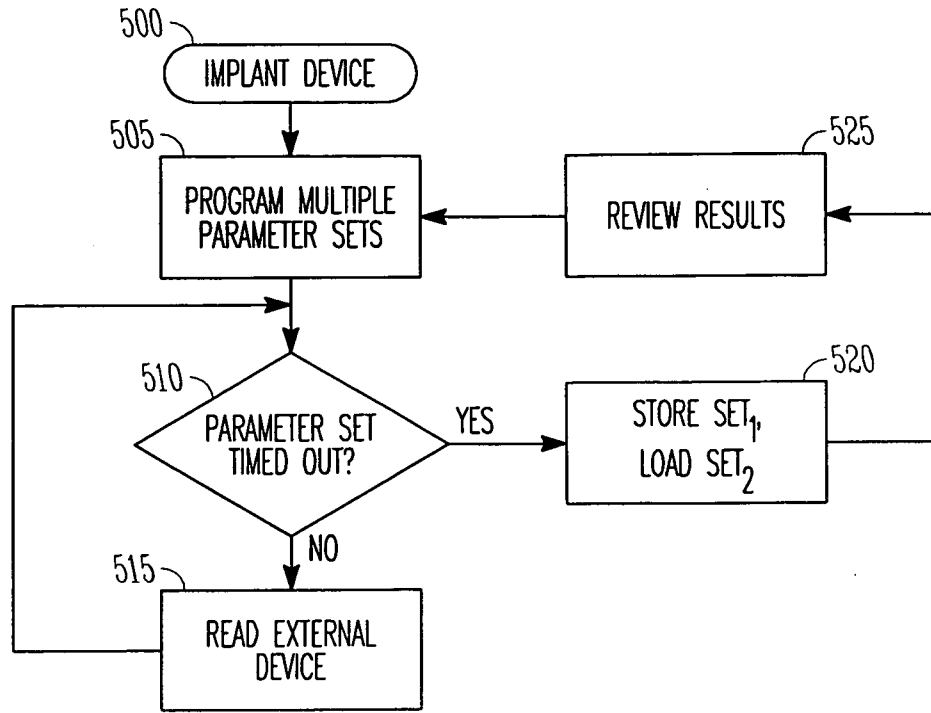 500
IMPLANT DEVICE
505
PROGRAM MULTIPLE
PARAMETER SETS
525
REVIEW RESULTS
510
PARAMETER SET
TIMED OUT?
YES
520
STORE SET₁,
LOAD SET₂
NO
515
READ EXTERNAL
DEVICE